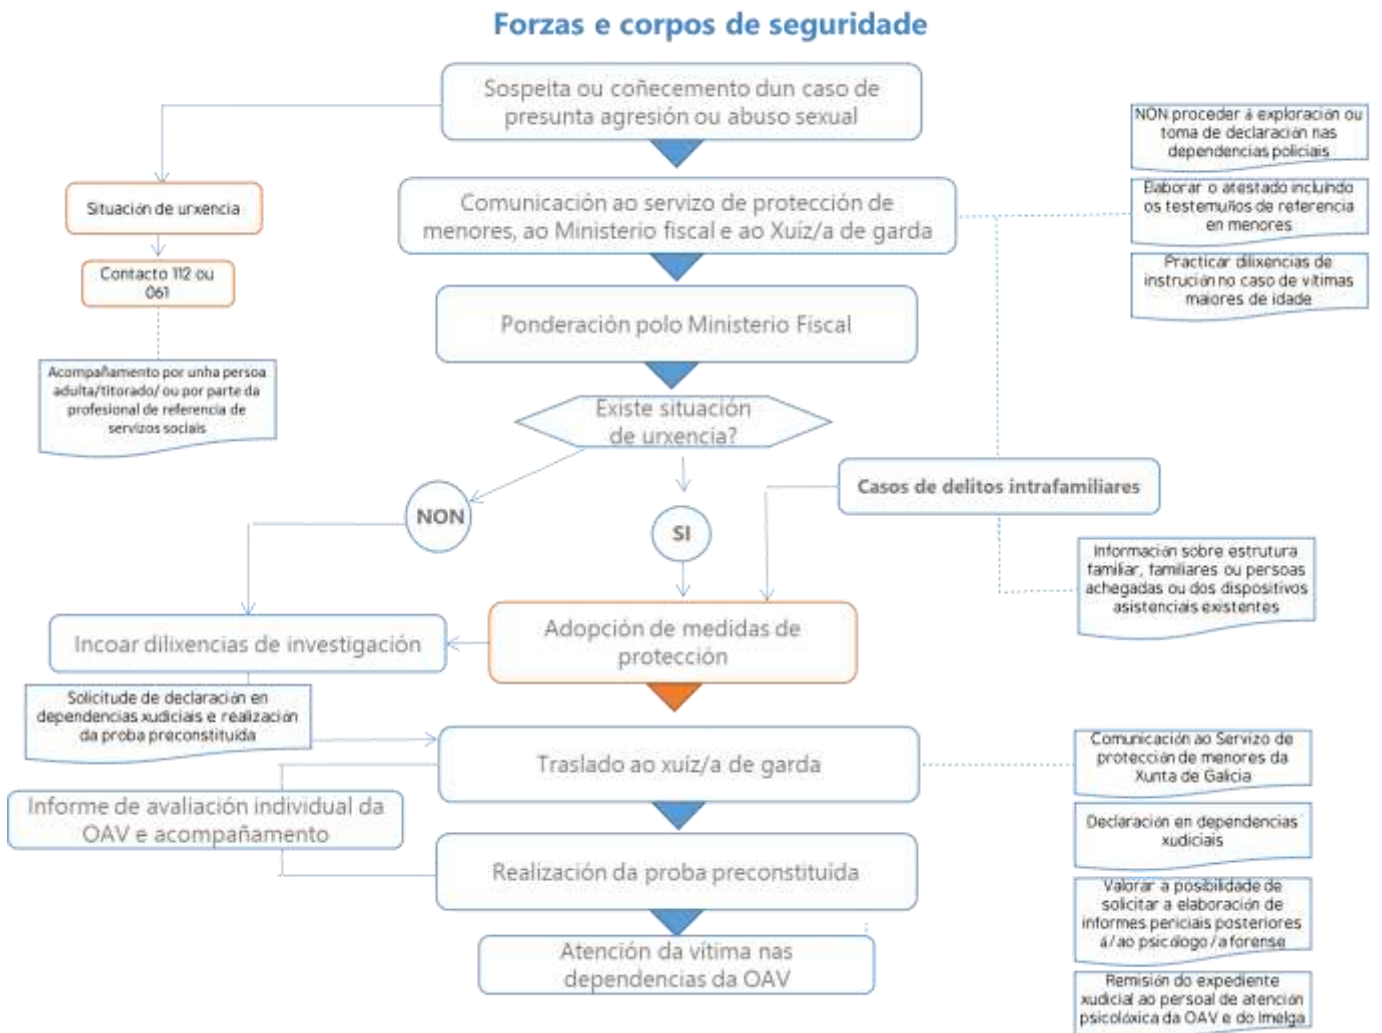 Forzas e corpos de seguridade
Sospeita ou coñecemento dun caso de
presunta agresión ou abuso sexual
NON proceder á exploración ou
toma de declaración nas
dependencias policiais
Situación de urxencia
Comunicación ao servizo de protección de
menores, ao Ministerio fiscal e ao Xuíz/a de garda
Elaborar o atestado incluíndo
os testemuños de referencia
en menores
Contacto 112 ou
061
Practicar dilixencias de
instrución no caso de vítimas
maiores de idade
Ponderación polo Ministerio Fiscal
Acompañamento por unha persoa
adulta/titorado/ ou por parte da
profesional de referencia de
servizos sociais
Existe situación
de urxencia?
Casos de delitos intrafamiliares
NON
SI
Información sobre estrutura
familiar, familiares ou persoas
achegadas ou dos dispositivos
asistenciais existentes
Incoar dilixencias de investigación
Adopción de medidas de
protección
Solicitude de declaración en
dependencias xudiciais e realización
da proba preconstituída
Traslado ao xuíz/a de garda
Comunicación ao Servizo de
protección de menores da
Xunta de Galicia
Informe de avaliación individual da
OAV e acompañamento
Declaración en dependencias
xudiciais
Realización da proba preconstituída
Valorar a posibilidade de
solicitar a elaboración de
informes periciais posteriores
á/ao psicólogo/a forense
Atención da vítima nas
dependencias da OAV
Remisión do expediente
xudicial ao persoal de atención
psicolóxica da OAV e do Imelga